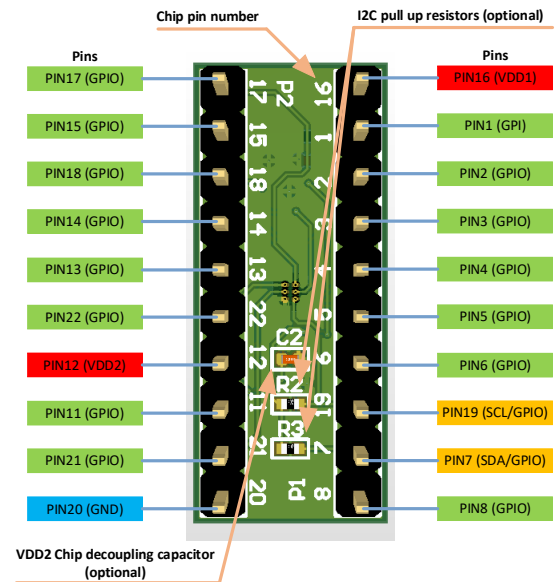 Chip pin number
I2C pull up resistors (optional)
Pins
Pins
PIN17 (GPIO)
PIN15 (GPIO)
PIN18 (GPIO)
PIN14 (GPIO)
PIN13 (GPIO)
PIN22 (GPIO)
PIN12 (VDD2)
PIN11 (GPIO)
PIN21 (GPIO)
PIN20 (GND)
17
15
18
14
13
22
12
11
21
20
P2
C2
R2
R3
P1
16
1
2
3
4
5
6
19
7
8
PIN16 (VDD1)
PIN1 (GPI)
PIN2 (GPIO)
PIN3 (GPIO)
PIN4 (GPIO)
PIN5 (GPIO)
PIN6 (GPIO)
PIN19 (SCL/GPIO)
PIN7 (SDA/GPIO)
PIN8 (GPIO)
VDD2 Chip decoupling capacitor
(optional)